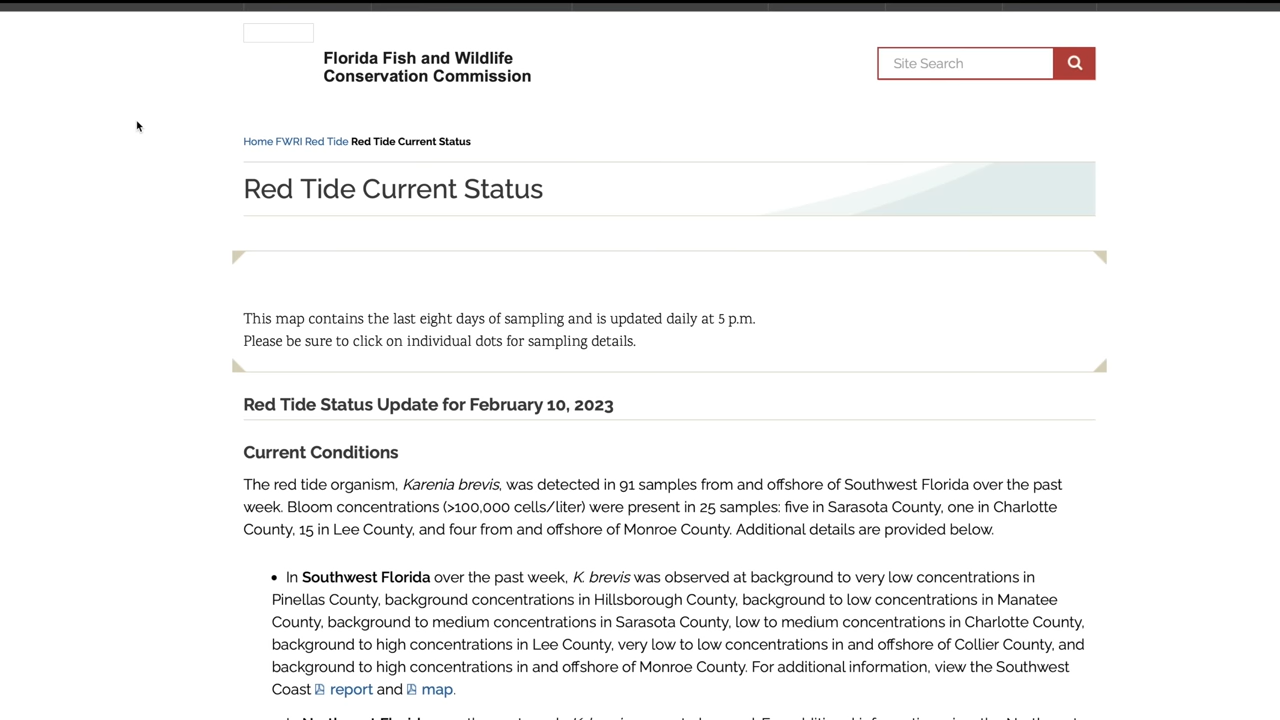 Florida Fish and Wildlife
Conservation Commission
Site Search
Home FWRI Red Tide Red Tide Current Status
Red Tide Current Status
This map contains the last eight days of sampling and is updated daily at 5 p.m.
Please be sure to click on individual dots for sampling details.
Red Tide Status Update for February 10, 2023
Current Conditions
The red tide organism, Karenia brevis, was detected in 91 samples from and offshore of Southwest Florida over the past
week. Bloom concentrations (>100,000 cells/liter) were present in 25 samples: five in Sarasota County, one in Charlotte
County, 15 in Lee County, and four from and offshore of Monroe County. Additional details are provided below.
• In Southwest Florida over the past week, K. brevis was observed at background to very low concentrations in
Pinellas County, background concentrations in Hillsborough County, background to low concentrations in Manatee
County, background to medium concentrations in Sarasota County, low to medium concentrations in Charlotte County,
background to high concentrations in Lee County, very low to low concentrations in and offshore of Collier County, and
background to high concentrations in and offshore of Monroe County. For additional information, view the Southwest
Coast report and map.